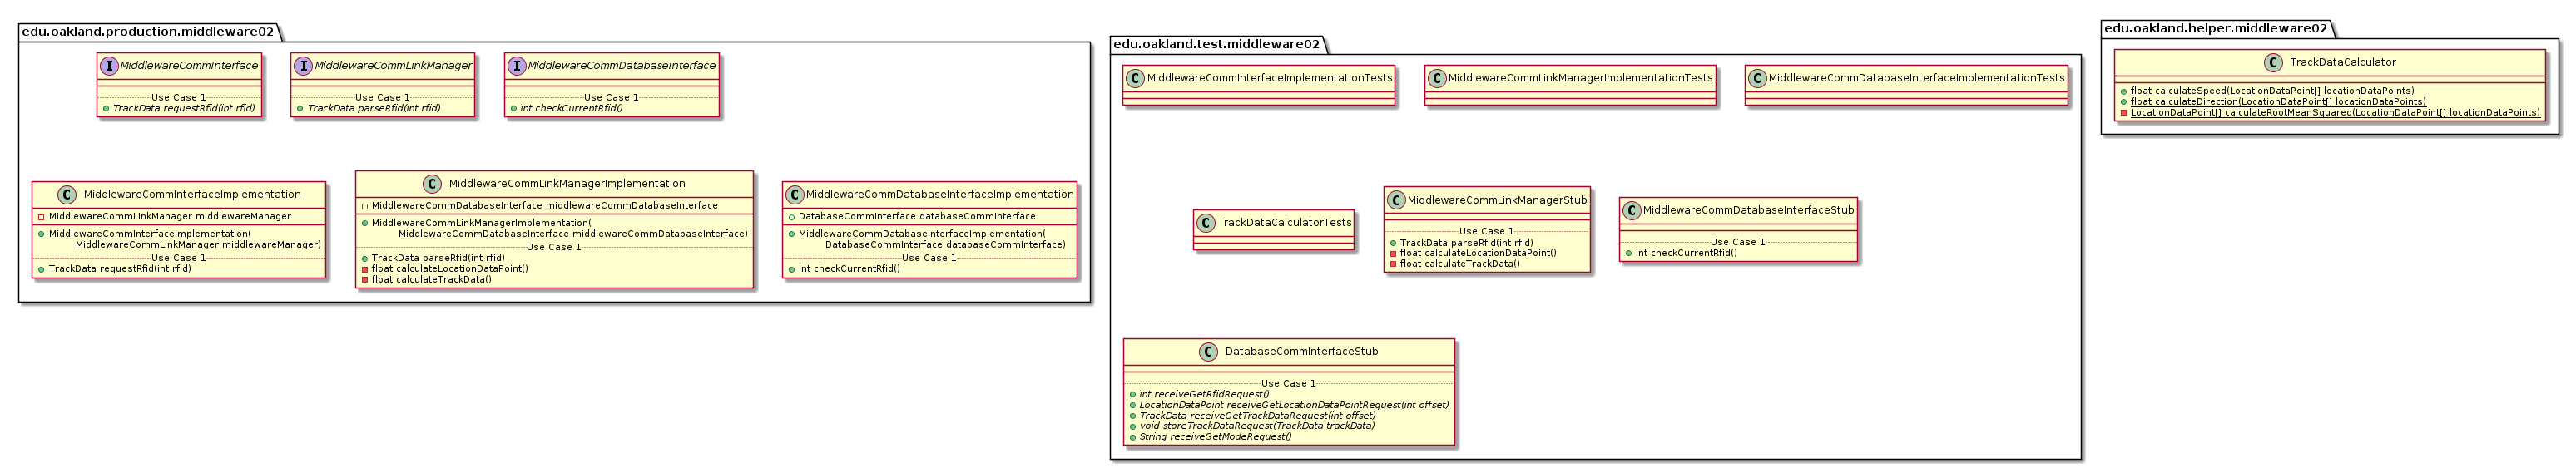 edu.oakland.production.middleware02
I MiddlewareCommInterface
Use Case 1
TrackData requestRfid(int rfid)
I MiddlewareCommLinkManager
Use Case 1
TrackData parseRfid(int rfid)
I MiddlewareCommDatabaseInterface
Use Case 1
int checkCurrentRfid()
C MiddlewareCommInterfaceImplementation
MiddlewareCommLinkManager middlewareManager
MiddlewareCommInterfaceImplementation(
MiddlewareCommLinkManager middlewareManager)
Use Case 1
TrackData requestRfid(int rfid)
C MiddlewareCommLinkManagerImplementation
MiddlewareCommDatabaseInterface middlewareCommDatabaseInterface
MiddlewareCommLinkManagerImplementation(
MiddlewareCommDatabaseInterface middlewareCommDatabaseInterface)
Use Case 1
TrackData parseRfid(int rfid)
float calculateLocationDataPoint()
float calculateTrackData()
C MiddlewareCommDatabaseInterfaceImplementation
DatabaseCommInterface databaseCommInterface
MiddlewareCommDatabaseInterfaceImplementation(
DatabaseCommInterface databaseCommInterface)
Use Case 1
int checkCurrentRfid()
edu.oakland.test.middleware02
C MiddlewareCommInterfaceImplementationTests
C MiddlewareCommLinkManagerImplementationTests
C MiddlewareCommDatabaseInterfaceImplementationTests
C TrackDataCalculatorTests
C MiddlewareCommLinkManagerStub
Use Case 1
TrackData parseRfid(int rfid)
float calculateLocationDataPoint()
float calculateTrackData()
C MiddlewareCommDatabaseInterfaceStub
Use Case 1
int checkCurrentRfid()
C DatabaseCommInterfaceStub
Use Case 1
int receiveGetRfidRequest()
LocationDataPoint receiveGetLocationDataPointRequest(int offset)
TrackData receiveGetTrackDataRequest(int offset)
void storeTrackDataRequest(TrackData trackData)
String receiveGetModeRequest()
edu.oakland.helper.middleware02
C TrackDataCalculator
float calculateSpeed(LocationDataPoint[] locationDataPoints)
float calculateDirection(LocationDataPoint[] locationDataPoints)
LocationDataPoint[] calculateRootMeanSquared(LocationDataPoint[] locationDataPoints)